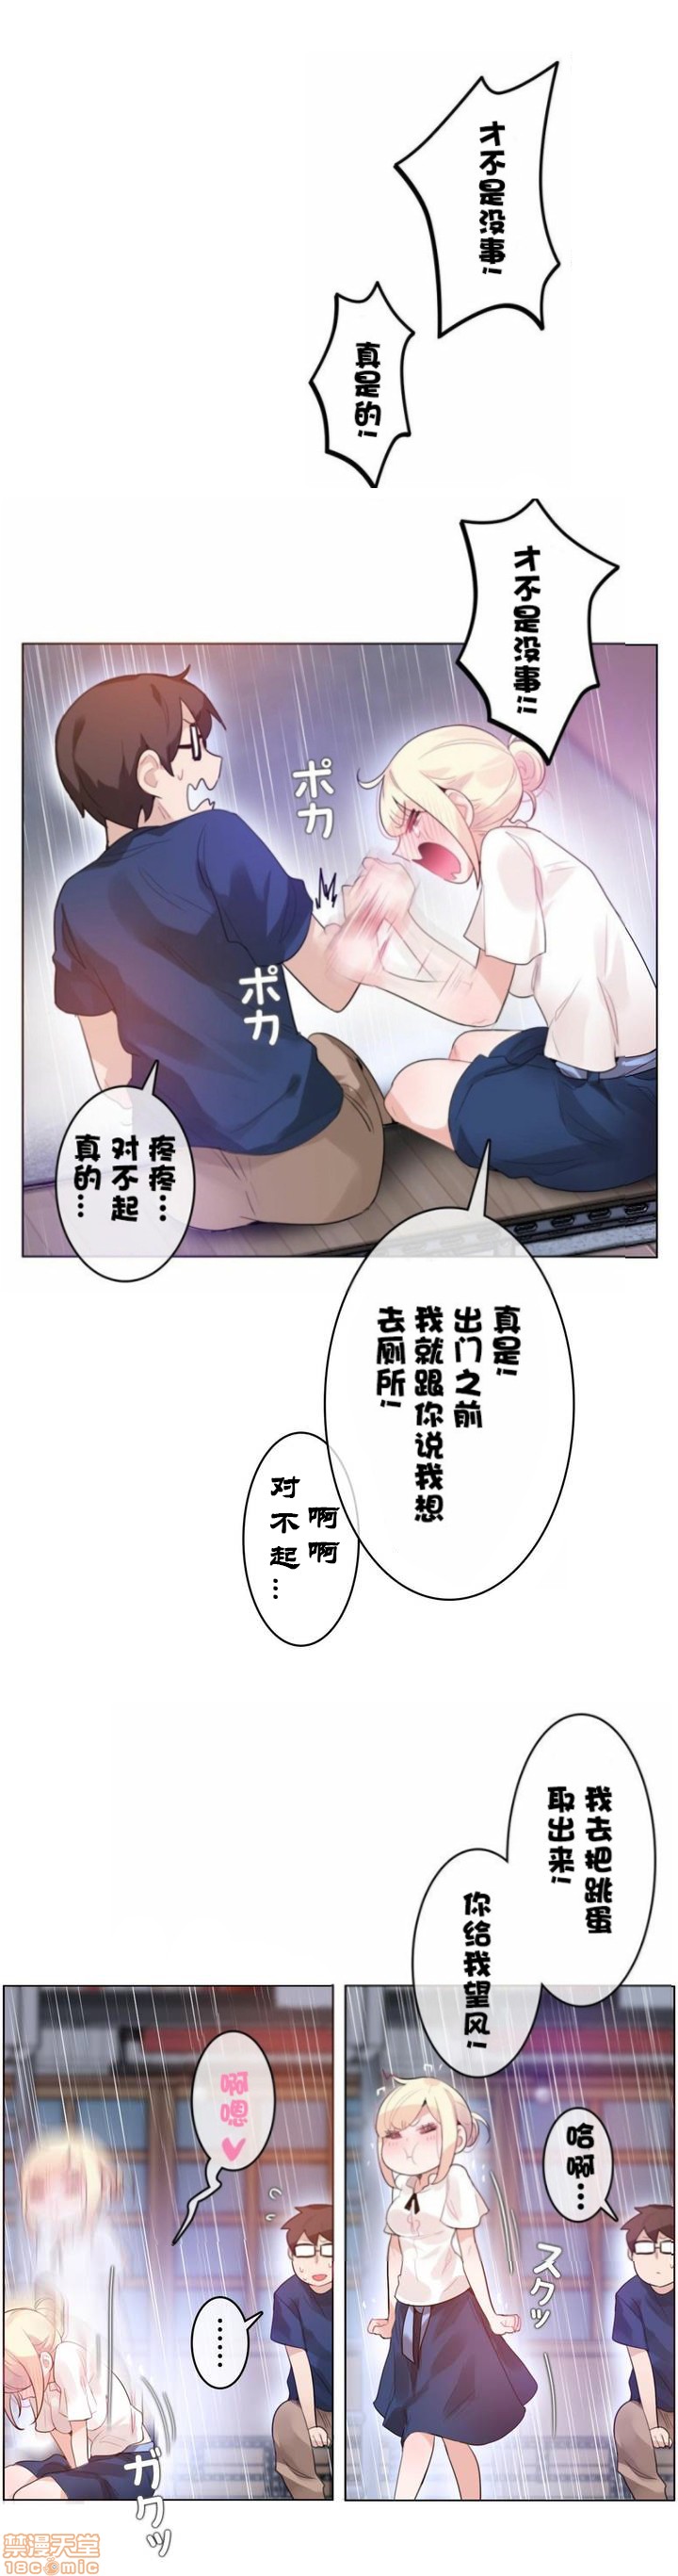 才不是没事!!
真是的!!
才不是没事!!
ポカ
ポカ
疼疼…
对不起
真的…
真是!!
出门之前
我就跟你说我想
去厕所!!
啊啊
对不起…
我去把跳蛋
取出来!!
你给我望风!!
哈啊…
スクッ
啊嗯♥
……
ガクッ
禁漫天堂
18comic